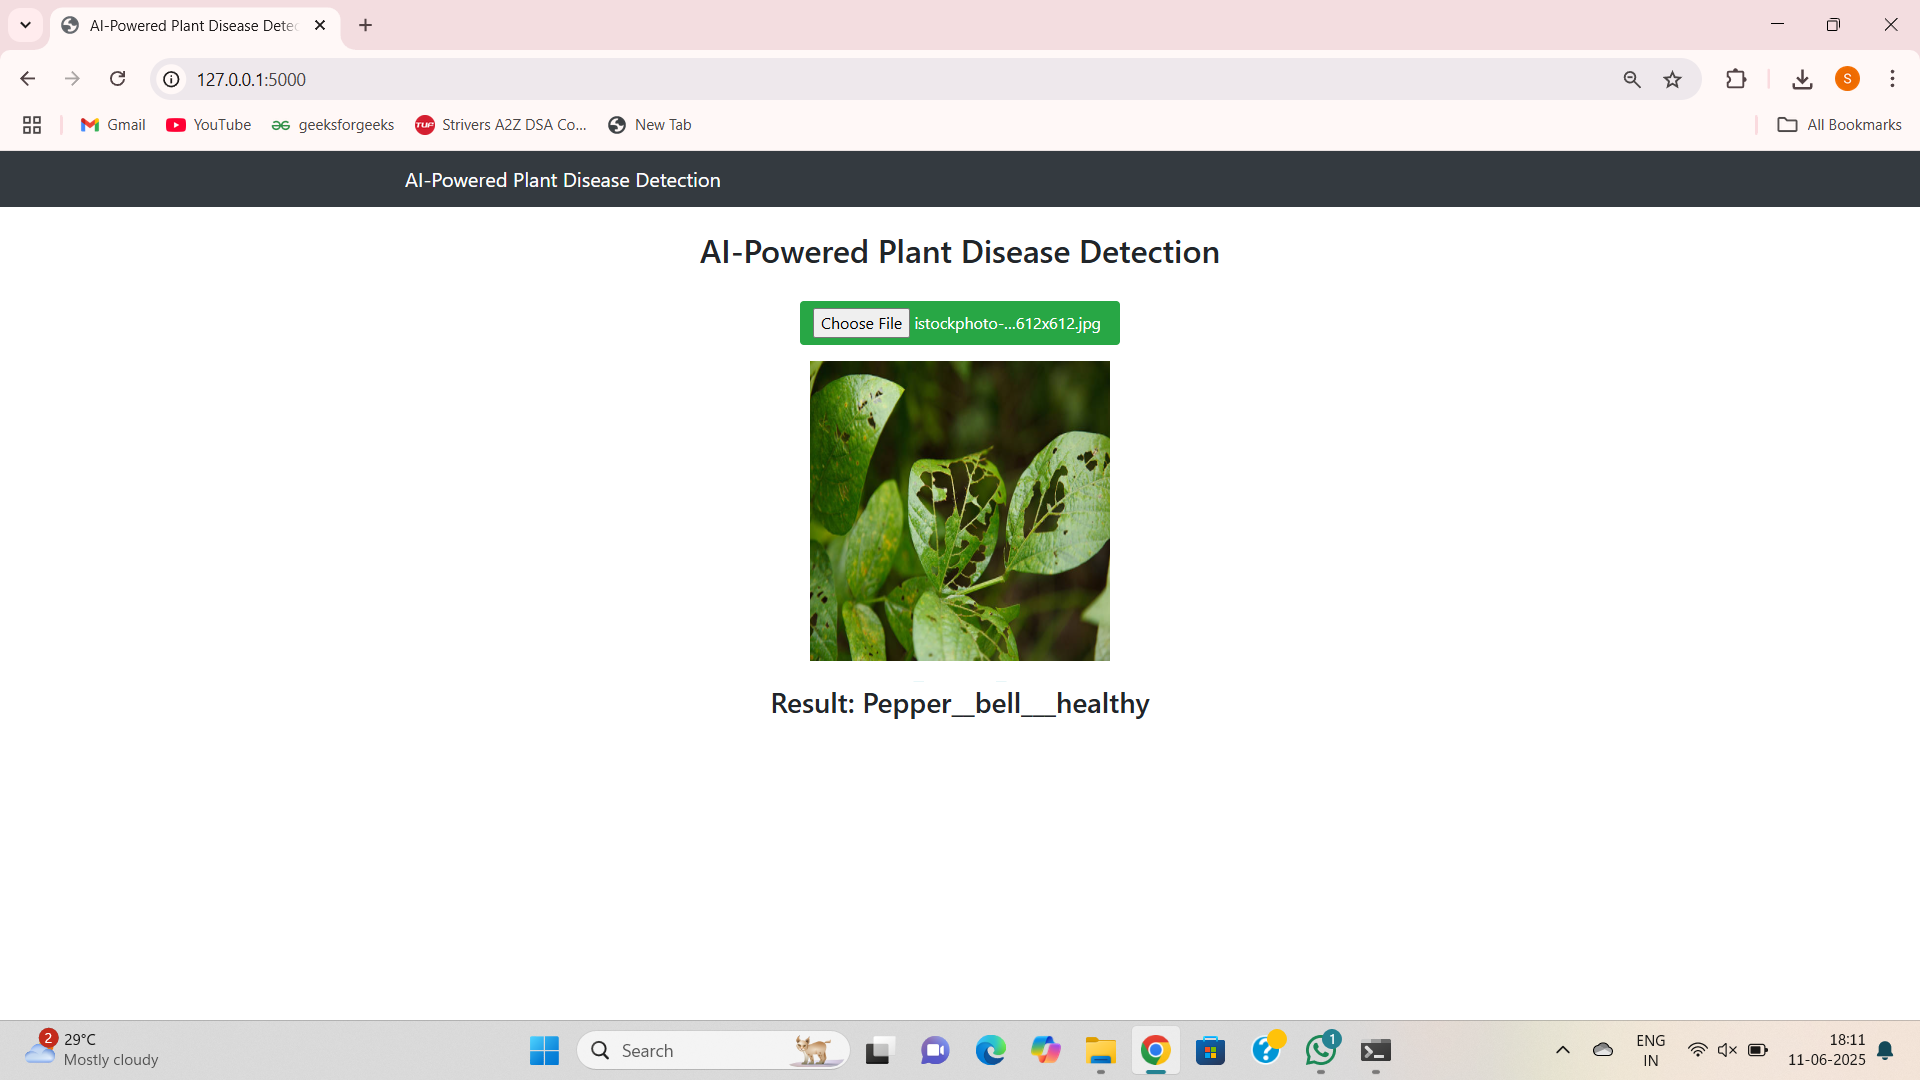 AI-Powered Plant Disease Detec
127.0.0.1:5000
Gmail YouTube geeksforgeeks TUF Strivers A2Z DSA Co... New Tab All Bookmarks
AI-Powered Plant Disease Detection
AI-Powered Plant Disease Detection
Choose File istockphoto-...612x612.jpg
Result: Pepper__bell___healthy
2 29°C
Mostly cloudy
Search
1
ENG
IN
18:11
11-06-2025
S